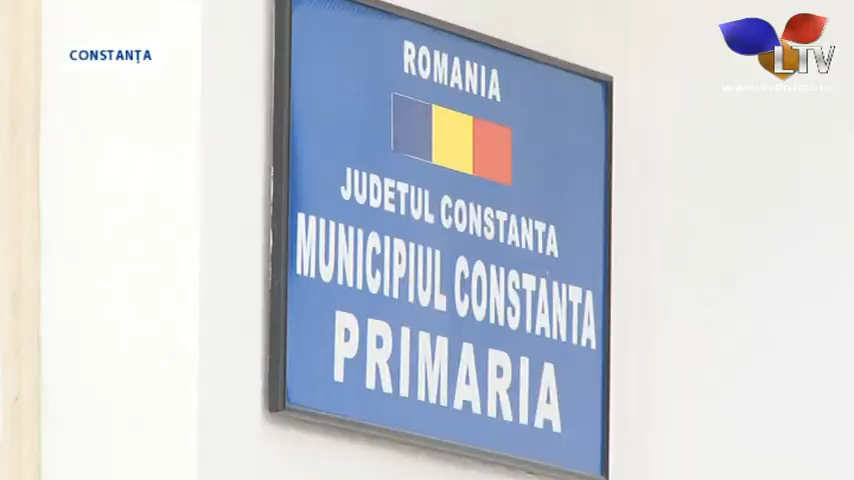 CONSTANȚA
LTV
ROMANIA
JUDETUL CONSTANTA
MUNICIPIUL CONSTANTA
PRIMARIA